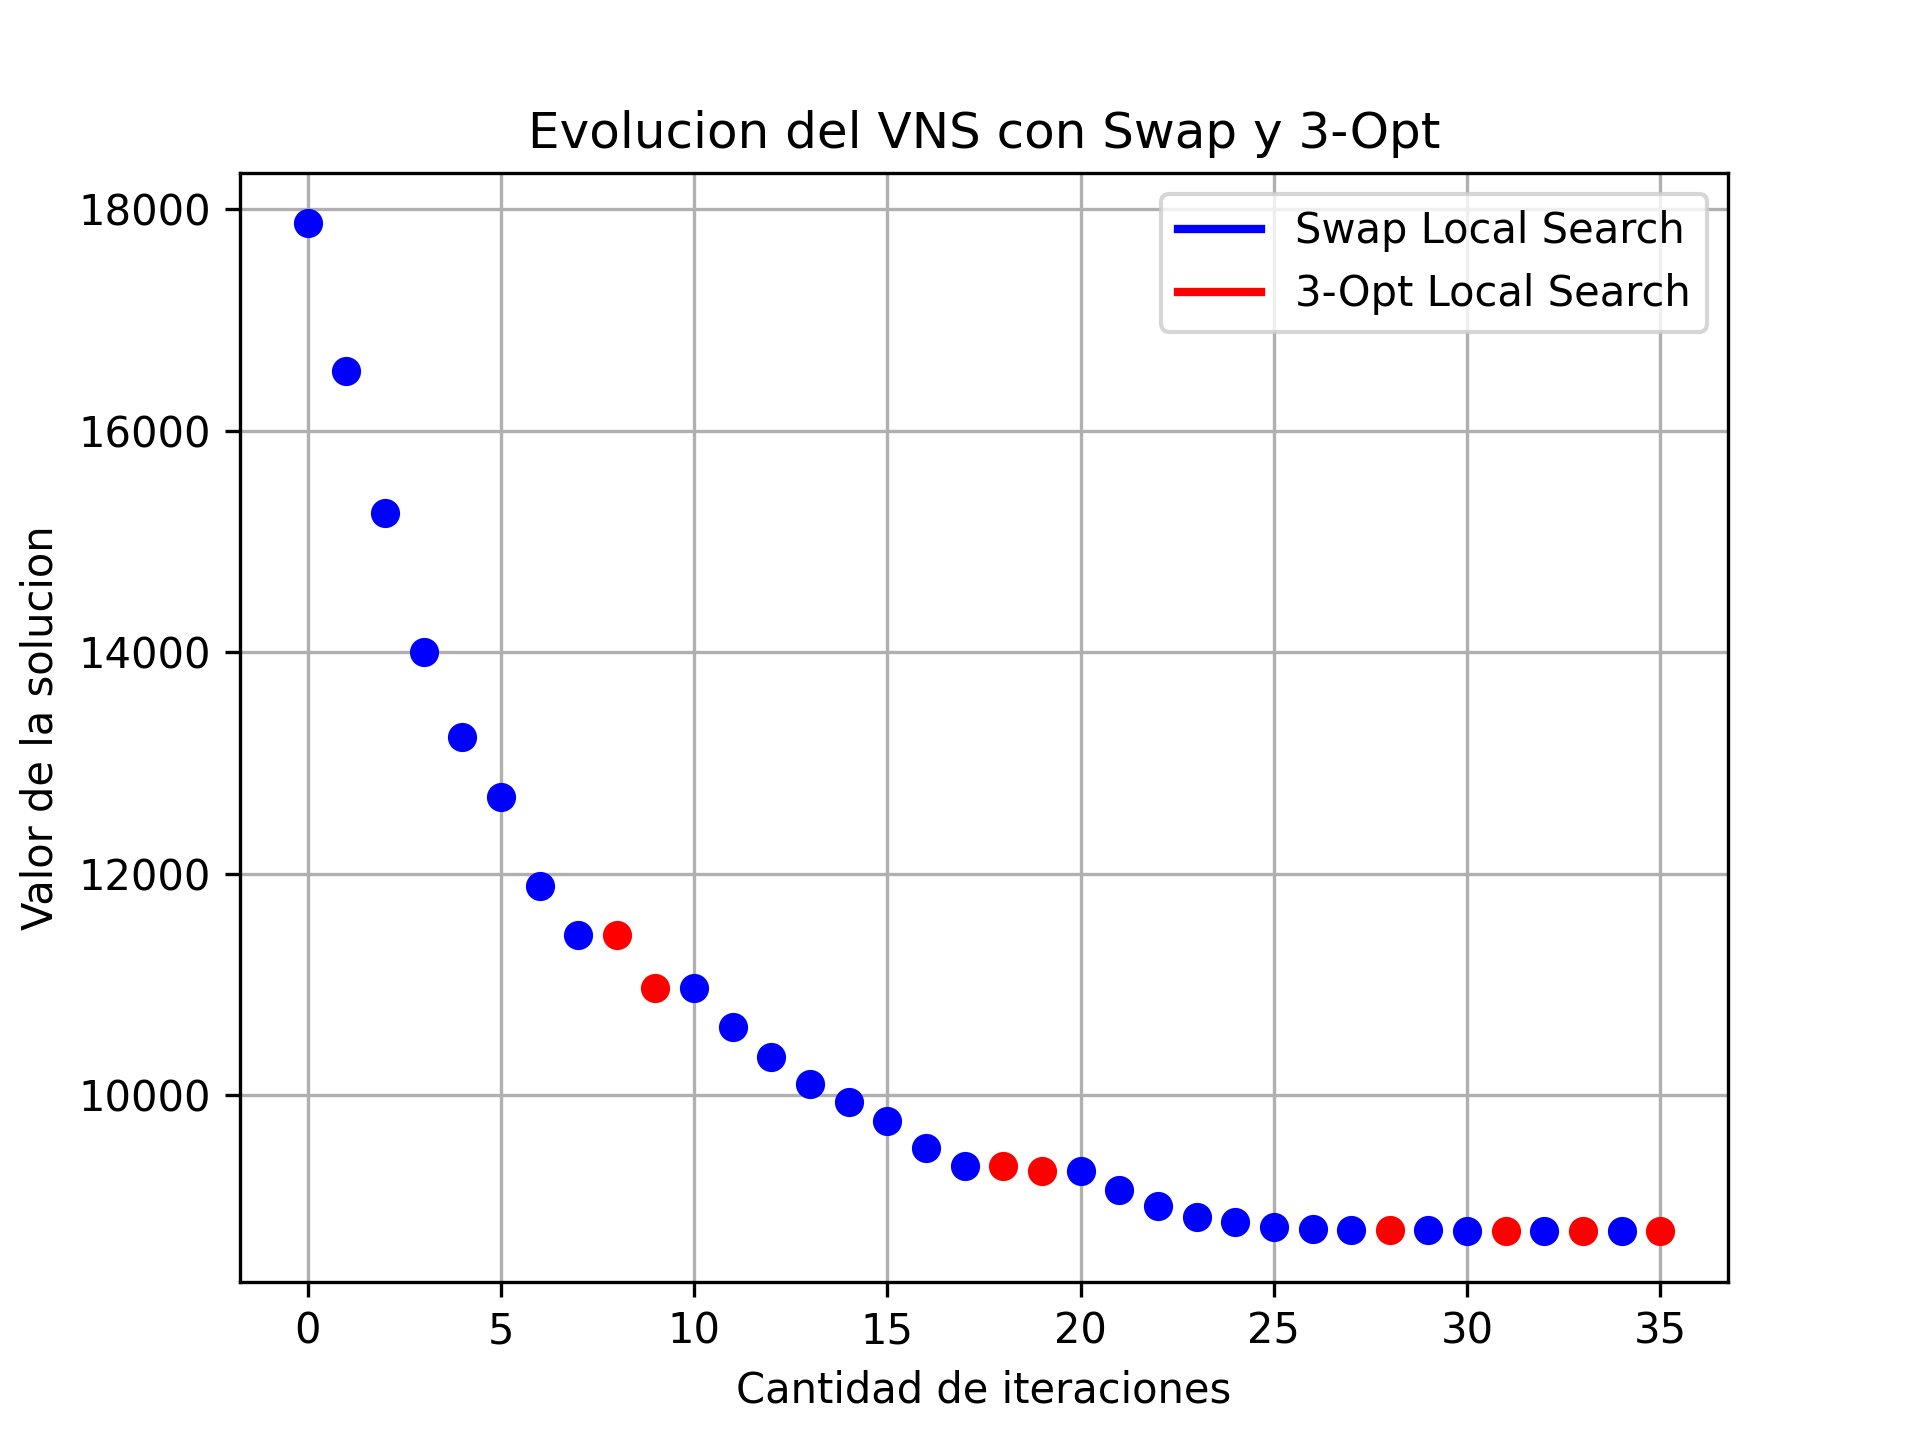 Evolucion del VNS con Swap y 3-Opt
Swap Local Search
3-Opt Local Search
Valor de la solucion
18000
16000
14000
12000
10000
0 5 10 15 20 25 30 35
Cantidad de iteraciones